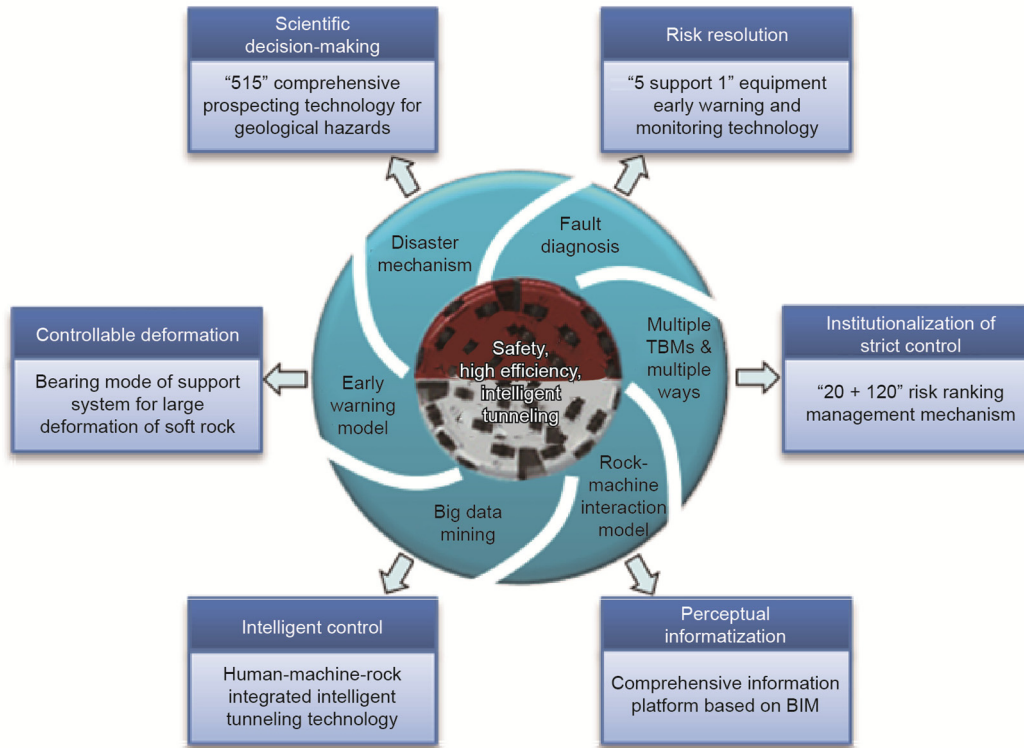 Scientific
decision-making
“515” comprehensive
prospecting technology for
geological hazards
Risk resolution
“5 support 1” equipment
early warning and
monitoring technology
Disaster
mechanism
Fault
diagnosis
Controllable deformation
Bearing mode of support
system for large
deformation of soft rock
Early
warning
model
Safety,
high efficiency,
intelligent
tunneling
Multiple
TBMs &
multiple
ways
Institutionalization of
strict control
“20 + 120” risk ranking
management mechanism
Big data
mining
Rock-
machine
interaction
model
Intelligent control
Human-machine-rock
integrated intelligent
tunneling technology
Perceptual
informatization
Comprehensive information
platform based on BIM